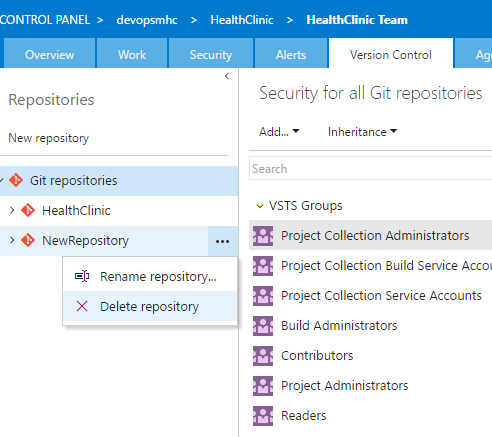 CONTROL PANEL > devopsmhc > HealthClinic > HealthClinic Team
Overview Work Security Alerts Version Control Ag
Repositories
New repository
Git repositories
HealthClinic
NewRepository ...
Rename repository...
Delete repository
Security for all Git repositories
Add... Inheritance
Search
VSTS Groups
Project Collection Administrators
Project Collection Build Service Accou
Project Collection Service Accounts
Build Administrators
Contributors
Project Administrators
Readers